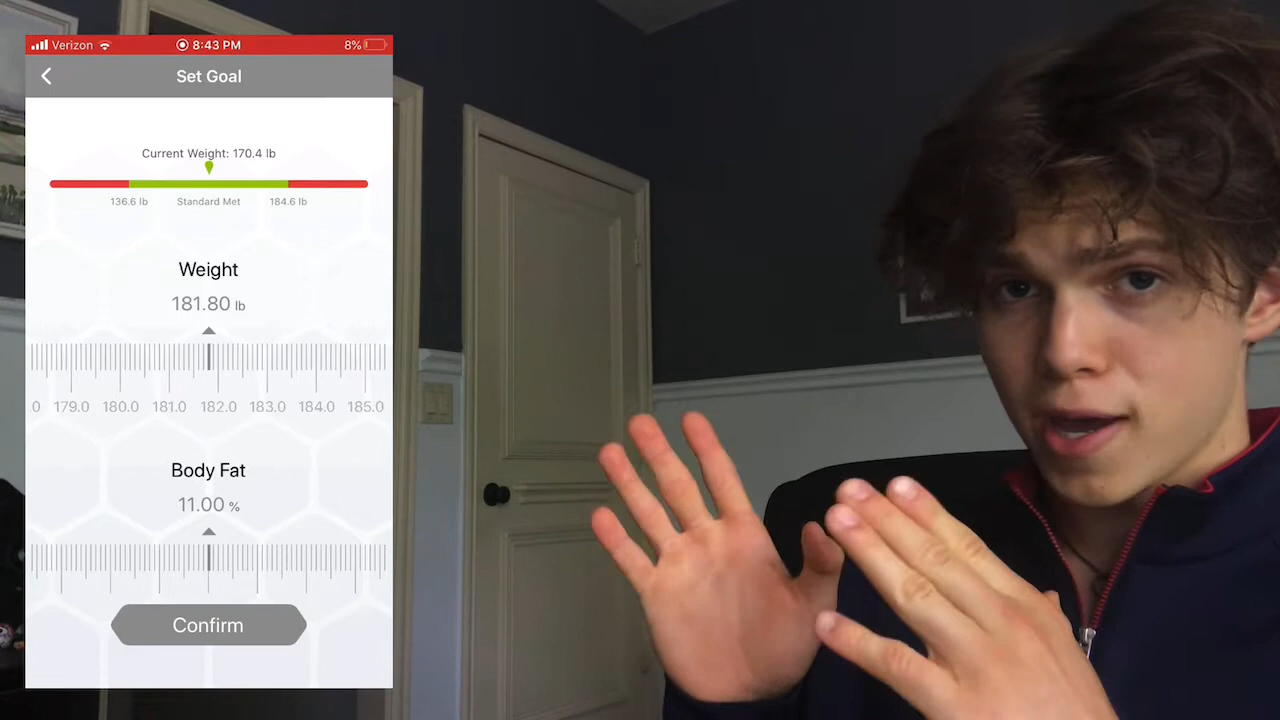 Verizon 8:43 PM 8%
Set Goal
Current Weight: 170.4 lb
136.6 lb Standard Met 184.6 lb
Weight
181.80 lb
0 179.0 180.0 181.0 182.0 183.0 184.0 185.0
Body Fat
11.00 %
Confirm